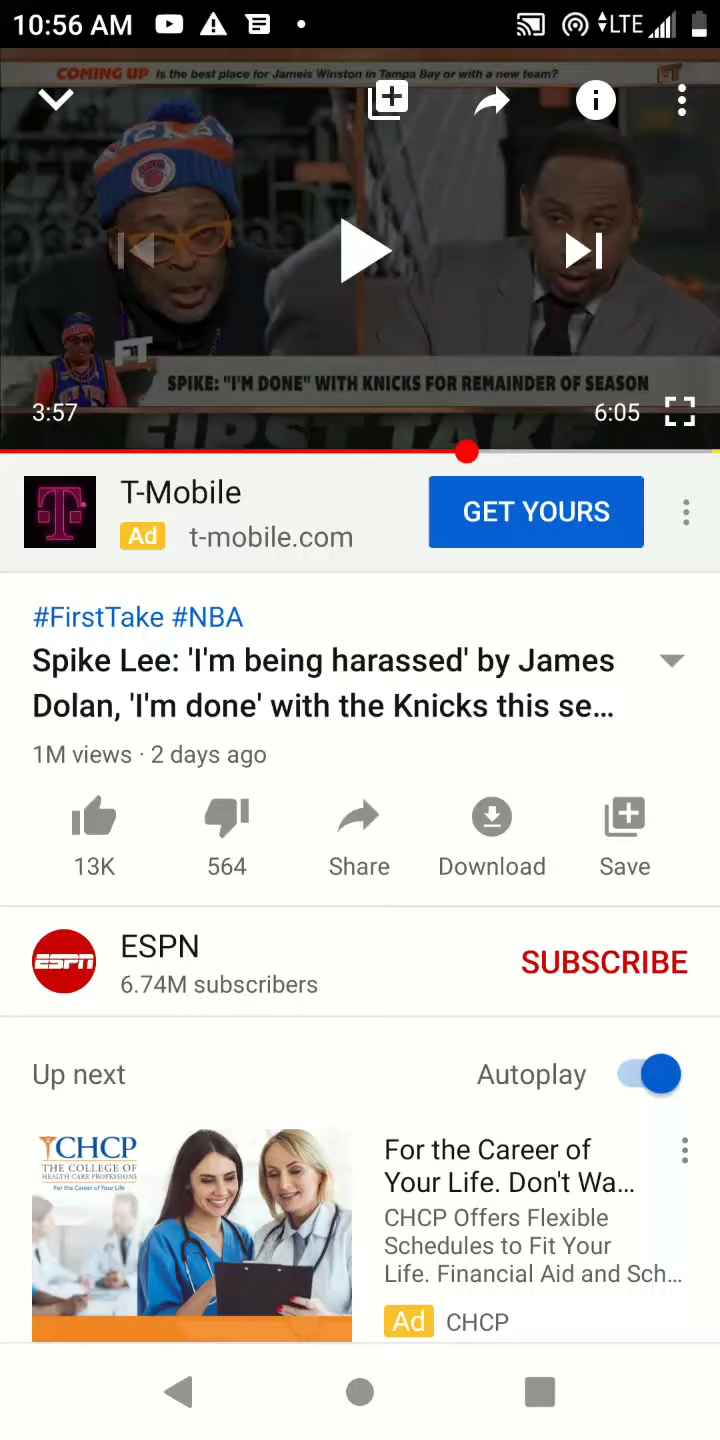 10:56 AM LTE
COMING UP Is the best place for Jameis Winston in Tampa Bay or with a new team?
FT
SPIKE: "I'M DONE" WITH KNICKS FOR REMAINDER OF SEASON
3:57 6:05
FIRST TAKE
T-Mobile
Ad t-mobile.com
GET YOURS
#FirstTake #NBA
Spike Lee: 'I'm being harassed' by James
Dolan, 'I'm done' with the Knicks this se...
1M views · 2 days ago
13K 564 Share Download Save
ESPN
ESPN
6.74M subscribers
SUBSCRIBE
Up next Autoplay
CHCP
THE COLLEGE OF
HEALTH CARE PROFESSIONS
For the Career of Your Life
For the Career of
Your Life. Don't Wa...
CHCP Offers Flexible
Schedules to Fit Your
Life. Financial Aid and Sch...
Ad CHCP